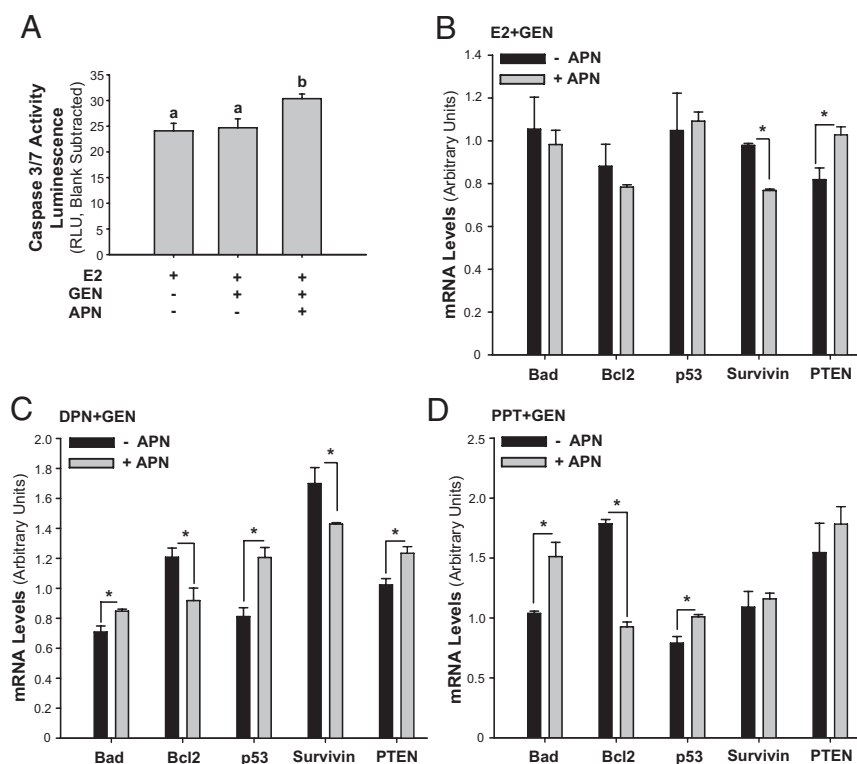 A
Caspase 3/7 Activity
Luminescence
(RLU, Blank Subtracted)
35
30
25
20
15
10
5
0
a
a
b
E2 + + +
GEN - + +
APN - - +
B
E2+GEN
- APN
+ APN
mRNA Levels (Arbitrary Units)
1.4
1.2
1.0
0.8
0.6
0.4
0.2
0
*
*
Bad Bcl2 p53 Survivin PTEN
C
DPN+GEN
- APN
+ APN
mRNA Levels (Arbitrary Units)
2.0
1.8
1.6
1.4
1.2
1.0
0.8
0.6
0.4
0.2
0
*
*
*
*
*
Bad Bcl2 p53 Survivin PTEN
D
PPT+GEN
- APN
+ APN
mRNA Levels (Arbitrary Units)
2.5
2.0
1.5
1.0
0.5
0
*
*
*
Bad Bcl2 p53 Survivin PTEN